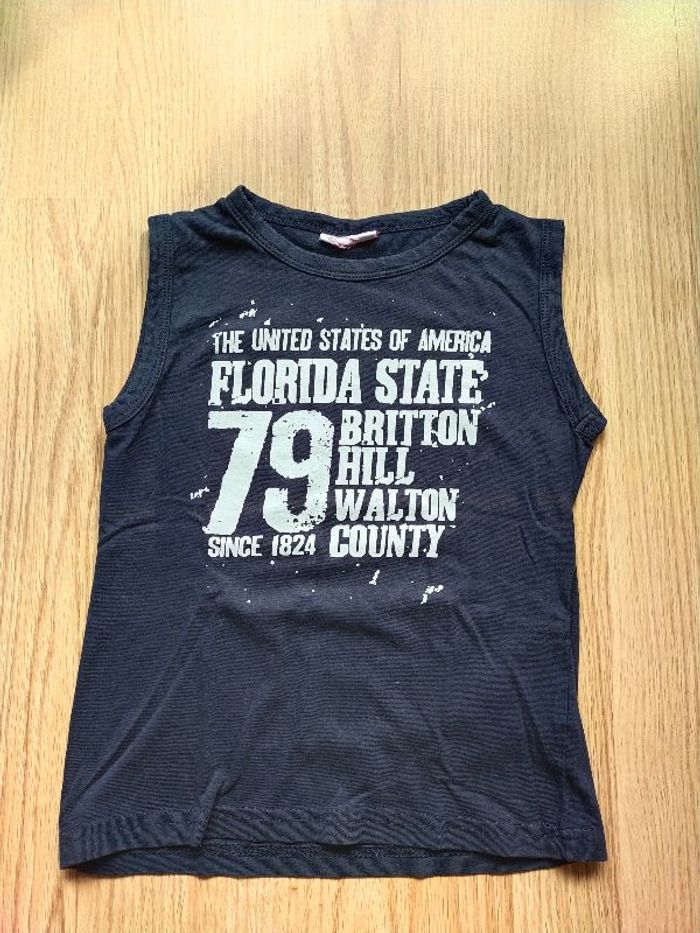 THE UNITED STATES OF AMERICA
FLORIDA STATE
79 BRITTON
HILL
WALTON
SINCE 1824 COUNTY